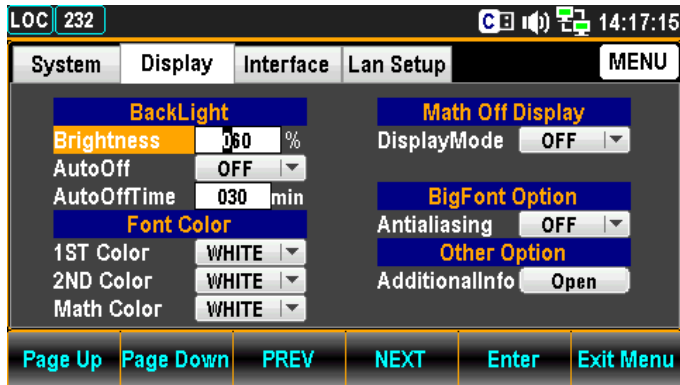 LOC 232 C 14:17:15
System Display Interface Lan Setup MENU
BackLight
Brightness 060 %
AutoOff OFF
AutoOffTime 030 min
Font Color
1ST Color WHITE
2ND Color WHITE
Math Color WHITE
Math Off Display
DisplayMode OFF
BigFont Option
Antialiasing OFF
Other Option
AdditionalInfo Open
Page Up Page Down PREV NEXT Enter Exit Menu